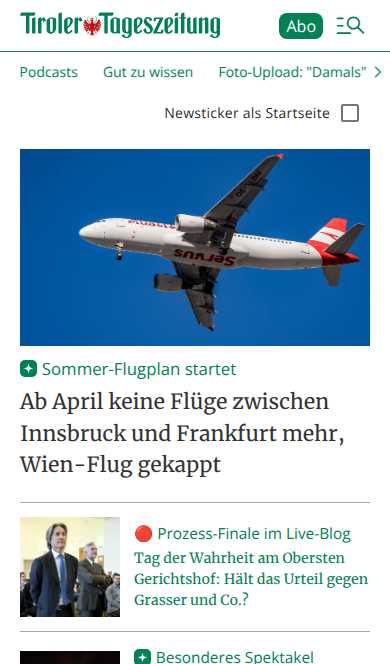 Tiroler Tageszeitung
Abo
Podcasts Gut zu wissen Foto-Upload: "Damals"
Newsticker als Startseite
Servus
Sommer-Flugplan startet
Ab April keine Flüge zwischen
Innsbruck und Frankfurt mehr,
Wien-Flug gekappt
🔴 Prozess-Finale im Live-Blog
Tag der Wahrheit am Obersten
Gerichtshof: Hält das Urteil gegen
Grasser und Co.?
Besonderes Spektakel